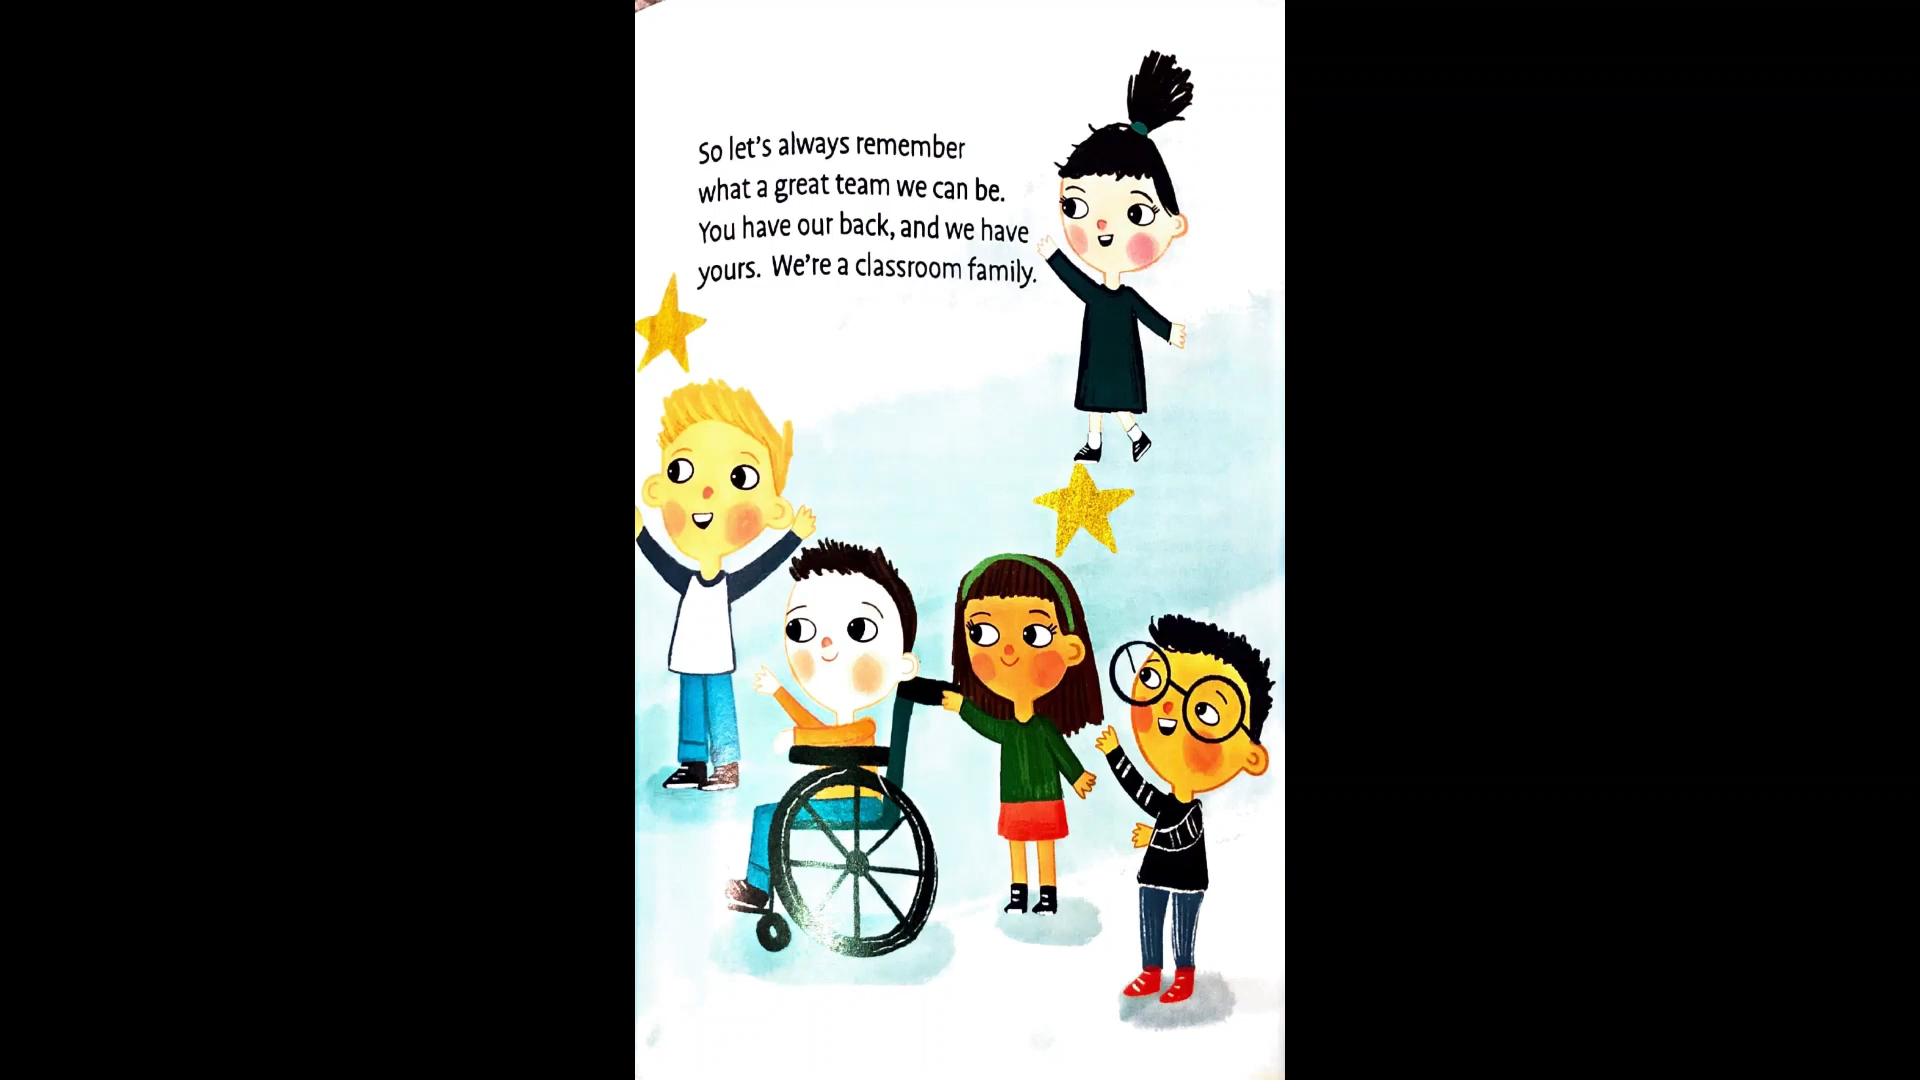 So let's always remember
what a great team we can be.
You have our back, and we have
yours. We're a classroom family.